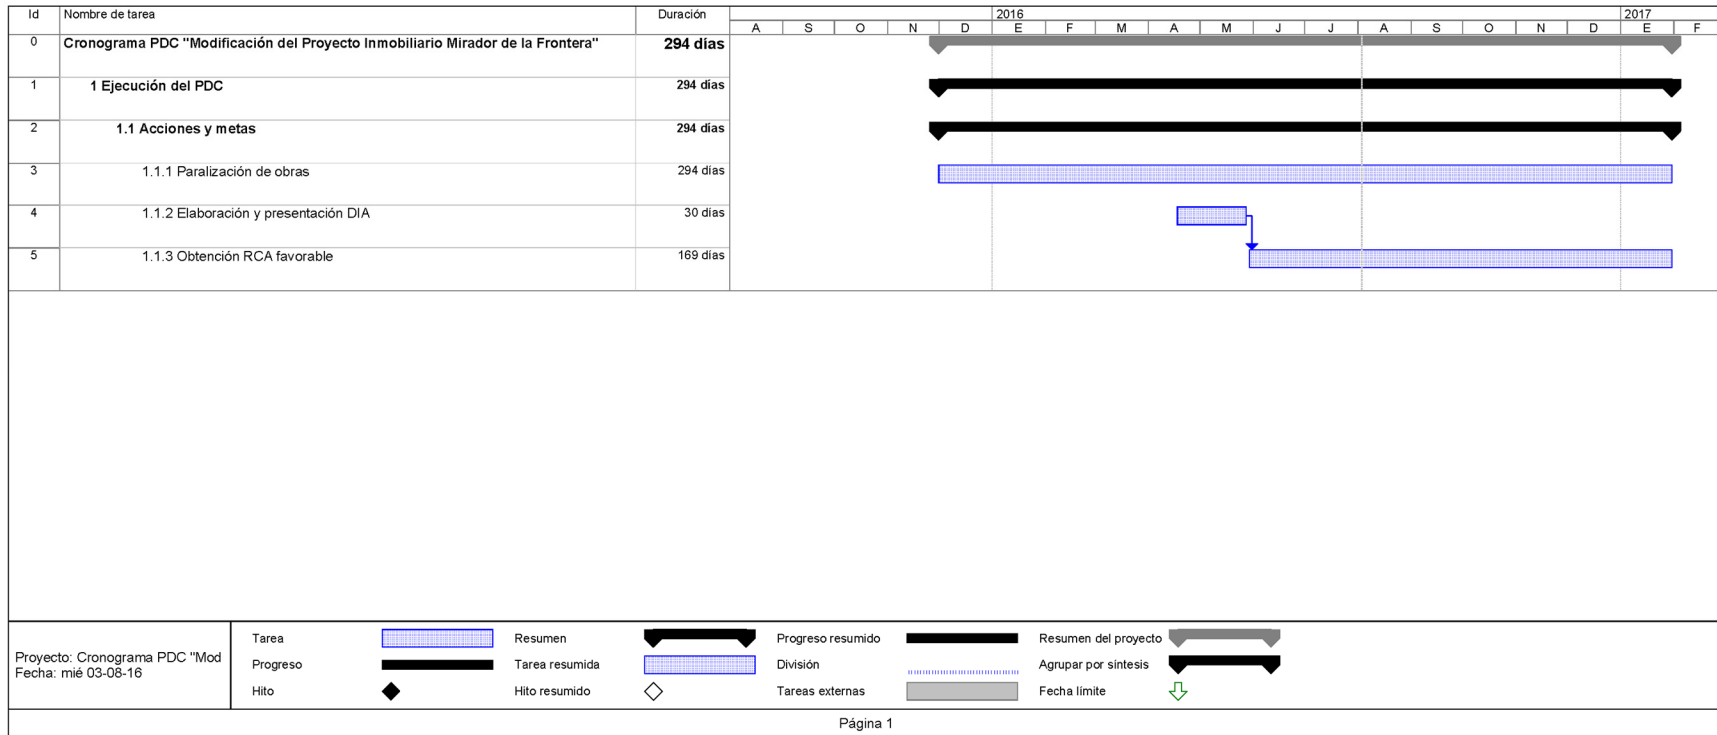 Id Nombre de tarea Duración 2016 2017
A S O N D E F M A M J J A S O N D E F
0 Cronograma PDC "Modificación del Proyecto Inmobiliario Mirador de la Frontera" 294 días
1 1 Ejecución del PDC 294 días
2 1.1 Acciones y metas 294 días
3 1.1.1 Paralización de obras 294 días
4 1.1.2 Elaboración y presentación DIA 30 días
5 1.1.3 Obtención RCA favorable 169 días
Proyecto: Cronograma PDC "Mod
Fecha: mié 03-08-16
Tarea Resumen Progreso resumido Resumen del proyecto
Progreso Tarea resumida División Agrupar por síntesis
Hito Hito resumido Tareas externas Fecha límite
Página 1